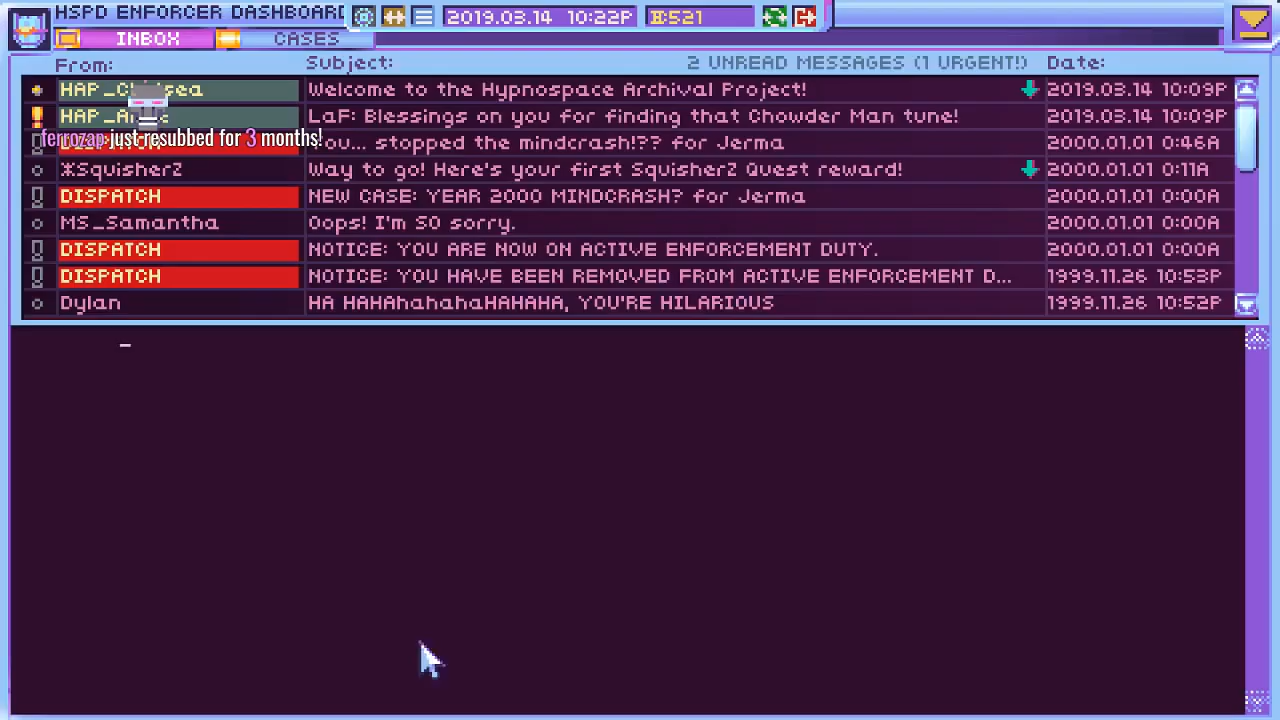 HSPD ENFORCER DASHBOARD
2019.03.14 10:22P
521
INBOX
CASES
From:
Subject:
2 UNREAD MESSAGES (1 URGENT!)
Date:
Welcome to the Hypnospace Archival Project!
2019.03.14 10:09P
LaF: Blessings on you for finding that Chowder Man tune!
2019.03.14 10:09P
ferrozap just resubbed for 3 months!
You... stopped the mindcrash!?? for Jerma
2000.01.01 0:46A
SquisherZ
Way to go! Here's your first SquisherZ Quest reward!
2000.01.01 0:11A
DISPATCH
NEW CASE: YEAR 2000 MINDCRASH? for Jerma
2000.01.01 0:00A
MS_Samantha
Oops! I'm SO sorry.
2000.01.01 0:00A
DISPATCH
NOTICE: YOU ARE NOW ON ACTIVE ENFORCEMENT DUTY.
2000.01.01 0:00A
DISPATCH
NOTICE: YOU HAVE BEEN REMOVED FROM ACTIVE ENFORCEMENT D...
1999.11.26 10:53P
Dylan
HA HAHAhahahaHAHAHA, YOU'RE HILARIOUS
1999.11.26 10:52P